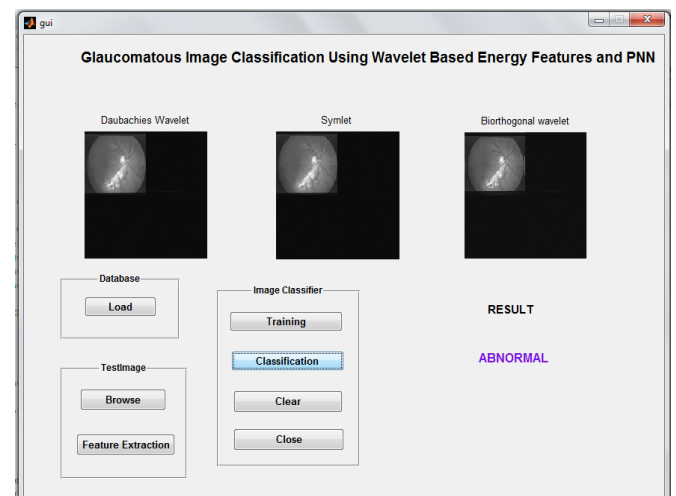 gui
Glaucomatous Image Classification Using Wavelet Based Energy Features and PNN
Daubachies Wavelet
Symlet
Biorthogonal wavelet
Database
Load
TestImage
Browse
Feature Extraction
Image Classifier
Training
Classification
Clear
Close
RESULT
ABNORMAL